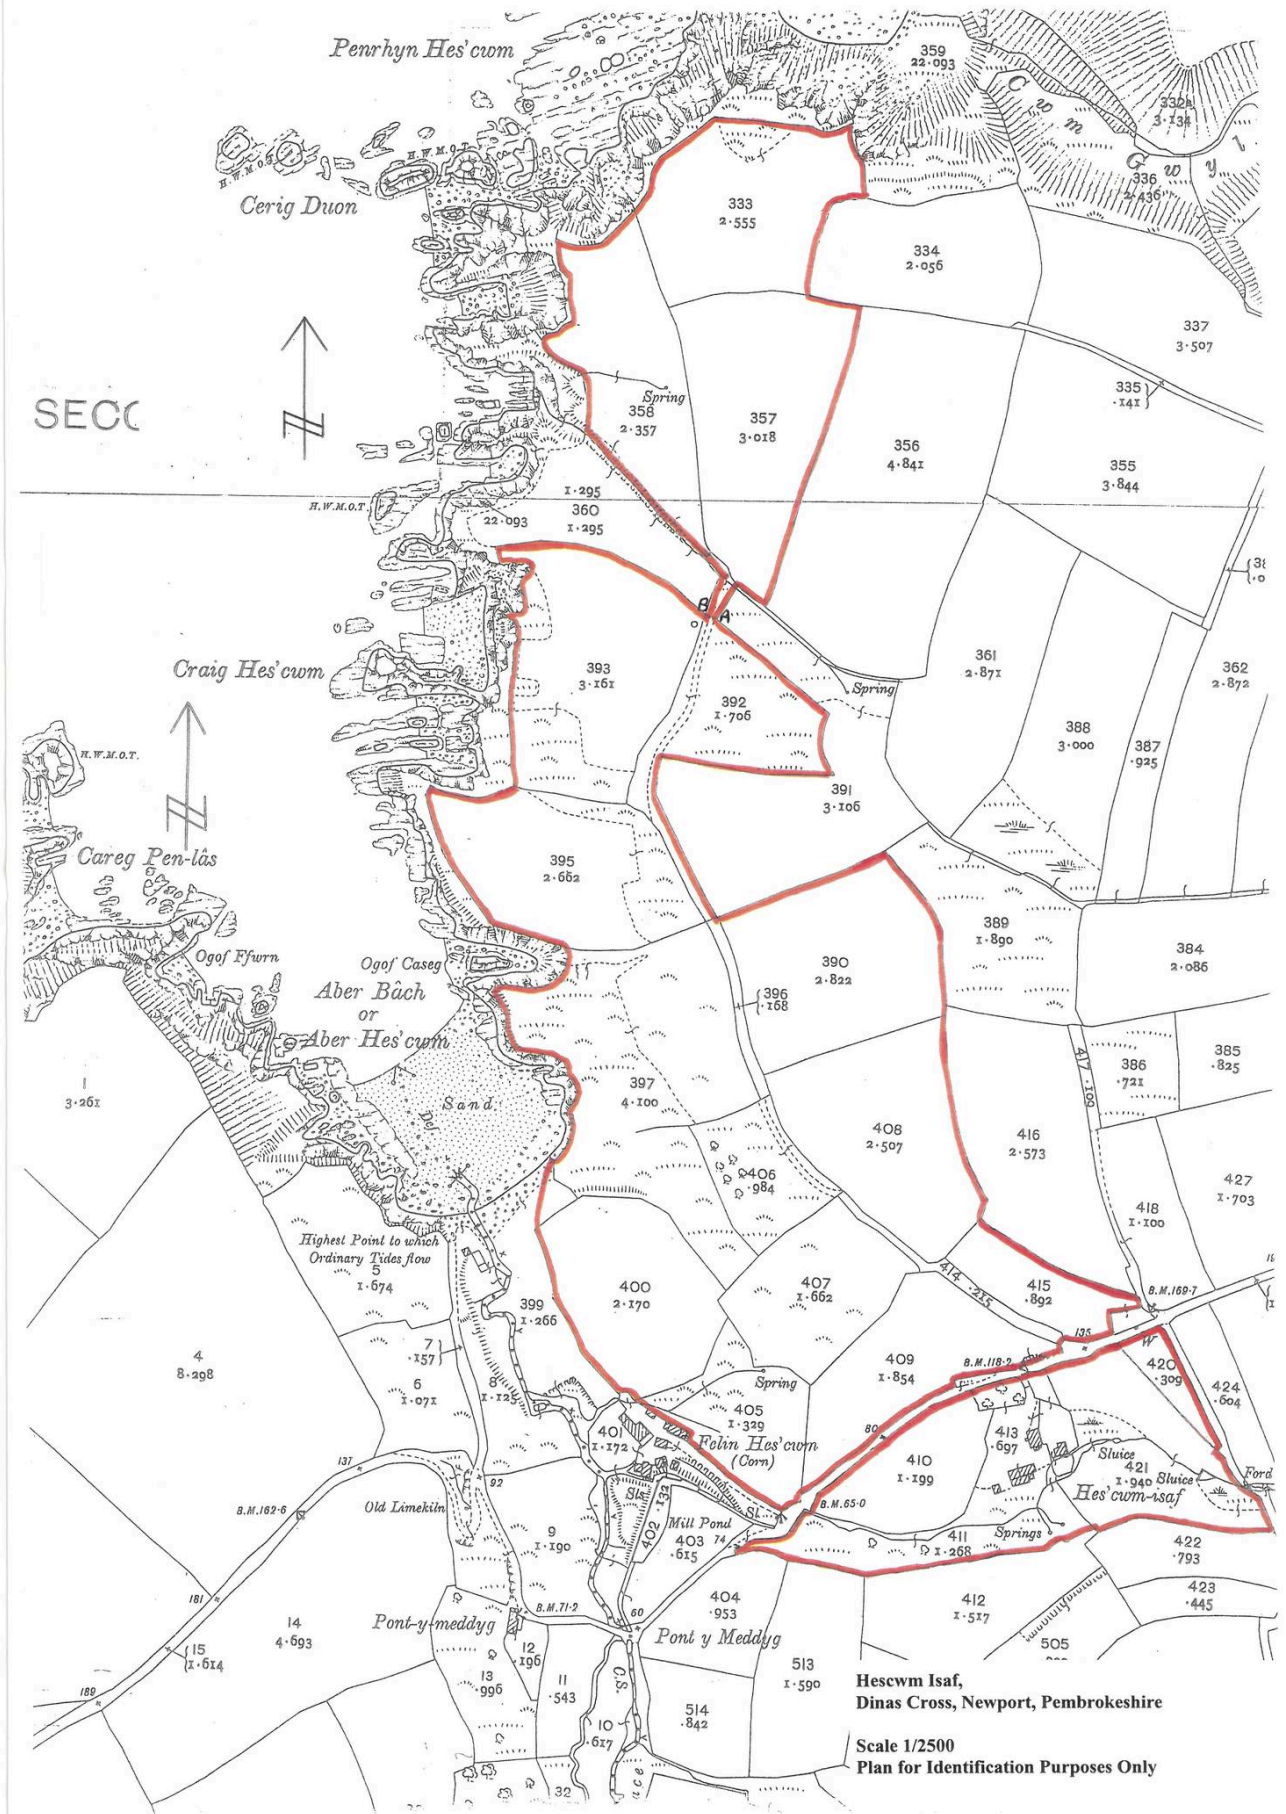 Penrhyn Hes'cwm
359
22.093
332a
3.134
Cwm Gwyl
336
2.436
H.W.M.O.T.
H.W.M.O.T.
Cerig Duon
333
2.555
334
2.056
337
3.507
335
.141
SECC
Spring
358
2.357
357
3.018
356
4.841
355
3.844
1.295
360
1.295
H.W.M.O.T.
22.093
B
A
Craig Hes'cwm
393
3.161
392
1.706
Spring
361
2.871
362
2.872
388
3.000
387
.925
H.W.M.O.T.
391
3.106
Careg Pen-lâs
395
2.662
389
1.890
384
2.086
Ogof Ffwrn
Ogof Caseg
Aber Bâch
or
Aber Hes'cwm
390
2.822
396
.168
417 .100
386
.721
385
.825
1
3.261
Sand
Def
397
4.100
408
2.507
416
2.573
406
.984
427
1.703
418
1.100
Highest Point to which
Ordinary Tides flow
5
1.674
400
2.170
407
1.662
414 .215
415
.892
B.M.169.7
399
1.266
7
.157
4
8.298
6
1.071
8
1.125
409
1.854
B.M.118.2
135
W
420
.309
424
.604
Spring
405
1.329
401
1.172
Felin Hes'cwm
(Corn)
80
410
1.199
413
.697
Sluice
421
1.940
Sluice
Ford
Hes'cwm-isaf
137
92
B.M.162.6
Old Limekiln
Sls
402 .132
Sl.
B.M.65.0
Mill Pond
403
.615
74
411
1.268
Springs
422
.793
9
1.190
423
.445
404
.953
412
1.517
505
181
14
4.693
Pont-y-meddyg
B.M.71.2
60
Pont y Meddyg
15
1.614
12
.196
13
.996
11
.543
C.S.
513
1.590
189
514
.842
10
.617
32
Hescwm Isaf,
Dinas Cross, Newport, Pembrokeshire
Scale 1/2500
Plan for Identification Purposes Only